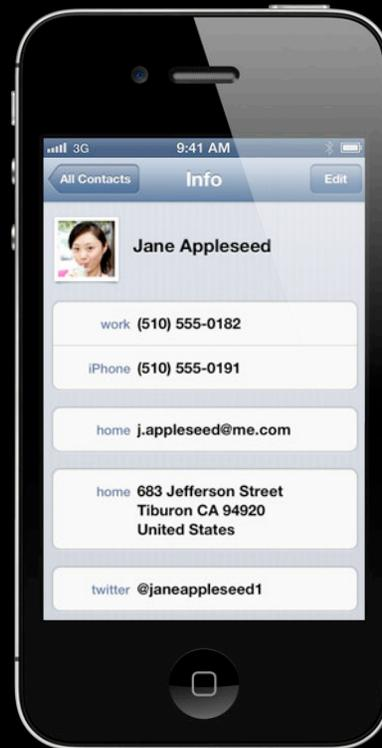 3G 9:41 AM
All Contacts Info Edit
Jane Appleseed
work (510) 555-0182
iPhone (510) 555-0191
home j.appleseed@me.com
home 683 Jefferson Street
Tiburon CA 94920
United States
twitter @janeappleseed1